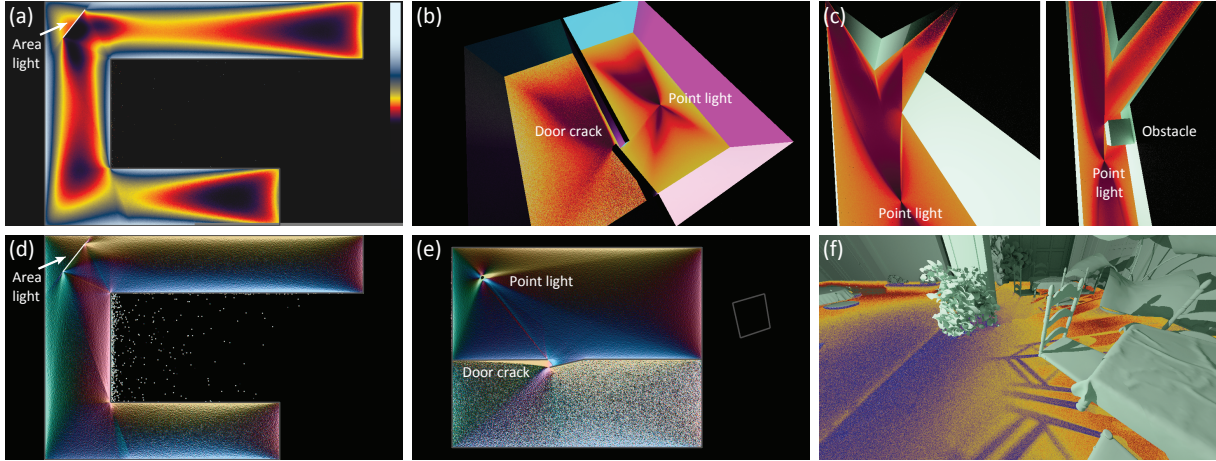 (a)
Area
light
(b)
Point light
Door crack
(c)
Point light
Obstacle
Point
light
(d)
Area
light
(e)
Point light
Door crack
(f)